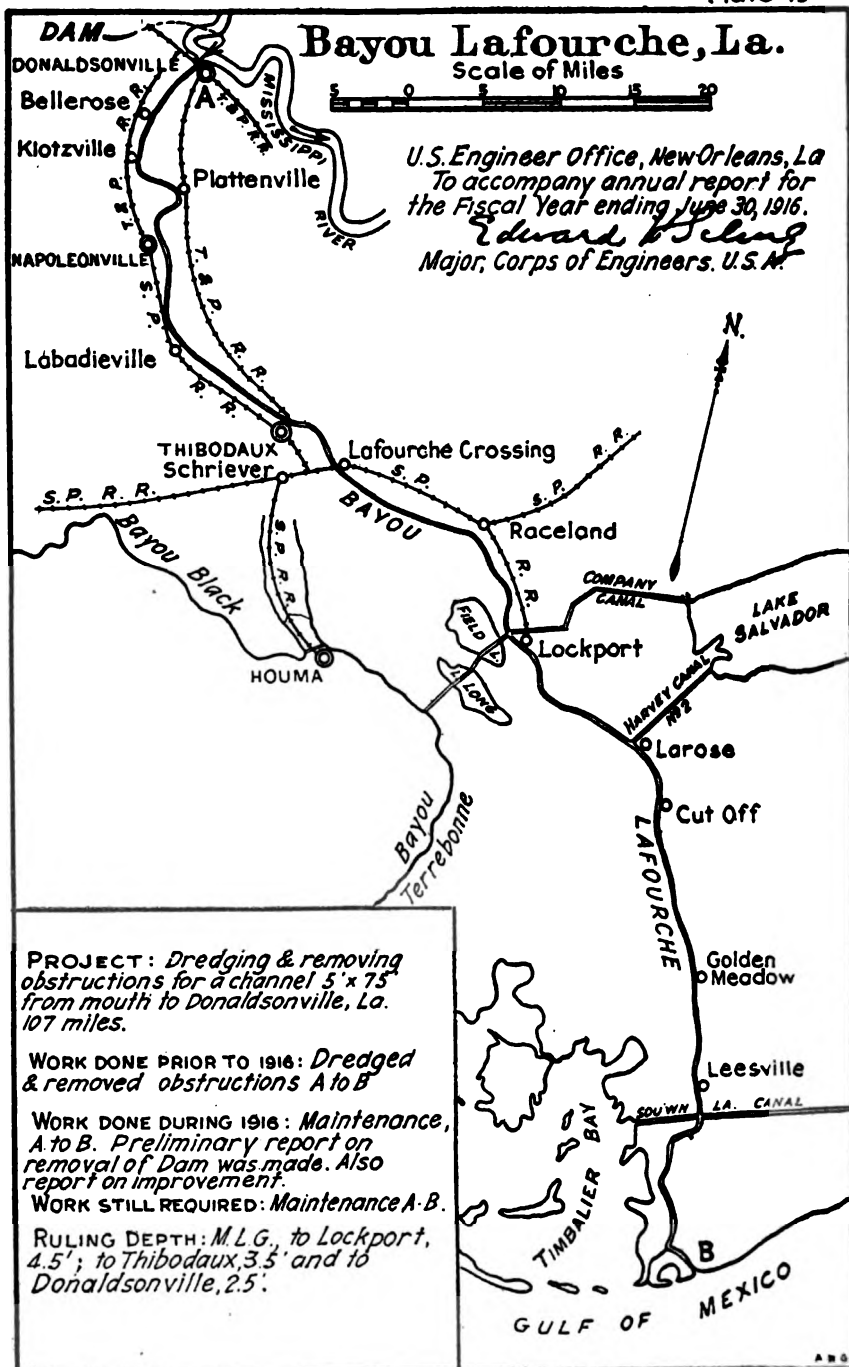 DAM
Bayou Lafourche, La.
Scale of Miles
5 0 5 10 15 20
DONALDSONVILLE
A
Bellerose
Klotzville
Plattenville
NAPOLEONVILLE
Labadieville
T. & P. R.R.
MISSISSIPPI
RIVER
U.S. Engineer Office, New Orleans, La
To accompany annual report for
the Fiscal Year ending June 30, 1916.
Major, Corps of Engineers. U.S.A.
T. & P. R. R.
S. P. R. R.
T. & P. R. R.
N.
THIBODAUX
Schriever
Lafourche Crossing
S. P. R. R.
S. P. R. R.
S. P. R. R.
S. P. R. R.
BAYOU
Raceland
Bayou Black
COMPANY
CANAL
LAKE
SALVADOR
FIELD L.
Lockport
HOUMA
L. LONG
HARVEY CANAL
No 2
Larose
Cut Off
Bayou
Terrebonne
LAFOURCHE
Golden
Meadow
Leesville
SOU'WN LA. CANAL
TIMBALIER BAY
B
GULF OF MEXICO
PROJECT: Dredging & removing
obstructions for a channel 5' x 75'
from mouth to Donaldsonville, La.
107 miles.
WORK DONE PRIOR TO 1916: Dredged
& removed obstructions A to B
WORK DONE DURING 1916: Maintenance,
A to B. Preliminary report on
removal of Dam was made. Also
report on improvement.
WORK STILL REQUIRED: Maintenance A-B.
RULING DEPTH: M.L.G., to Lockport,
4.5'; to Thibodaux, 3.5' and to
Donaldsonville, 2.5'.